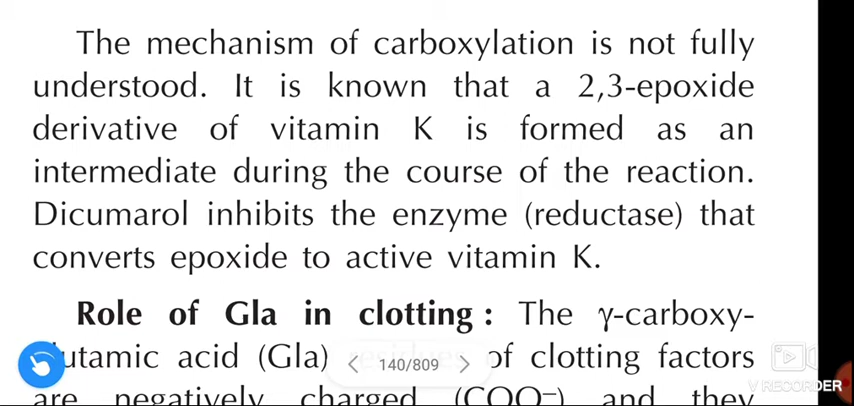 The mechanism of carboxylation is not fully
understood. It is known that a 2,3-epoxide
derivative of vitamin K is formed as an
intermediate during the course of the reaction.
Dicumarol inhibits the enzyme (reductase) that
converts epoxide to active vitamin K.
Role of Gla in clotting : The γ-carboxy-
utamic acid (Gla) of clotting factors
140/809
V RECORDER
are negatively charged (COO⁻) and they